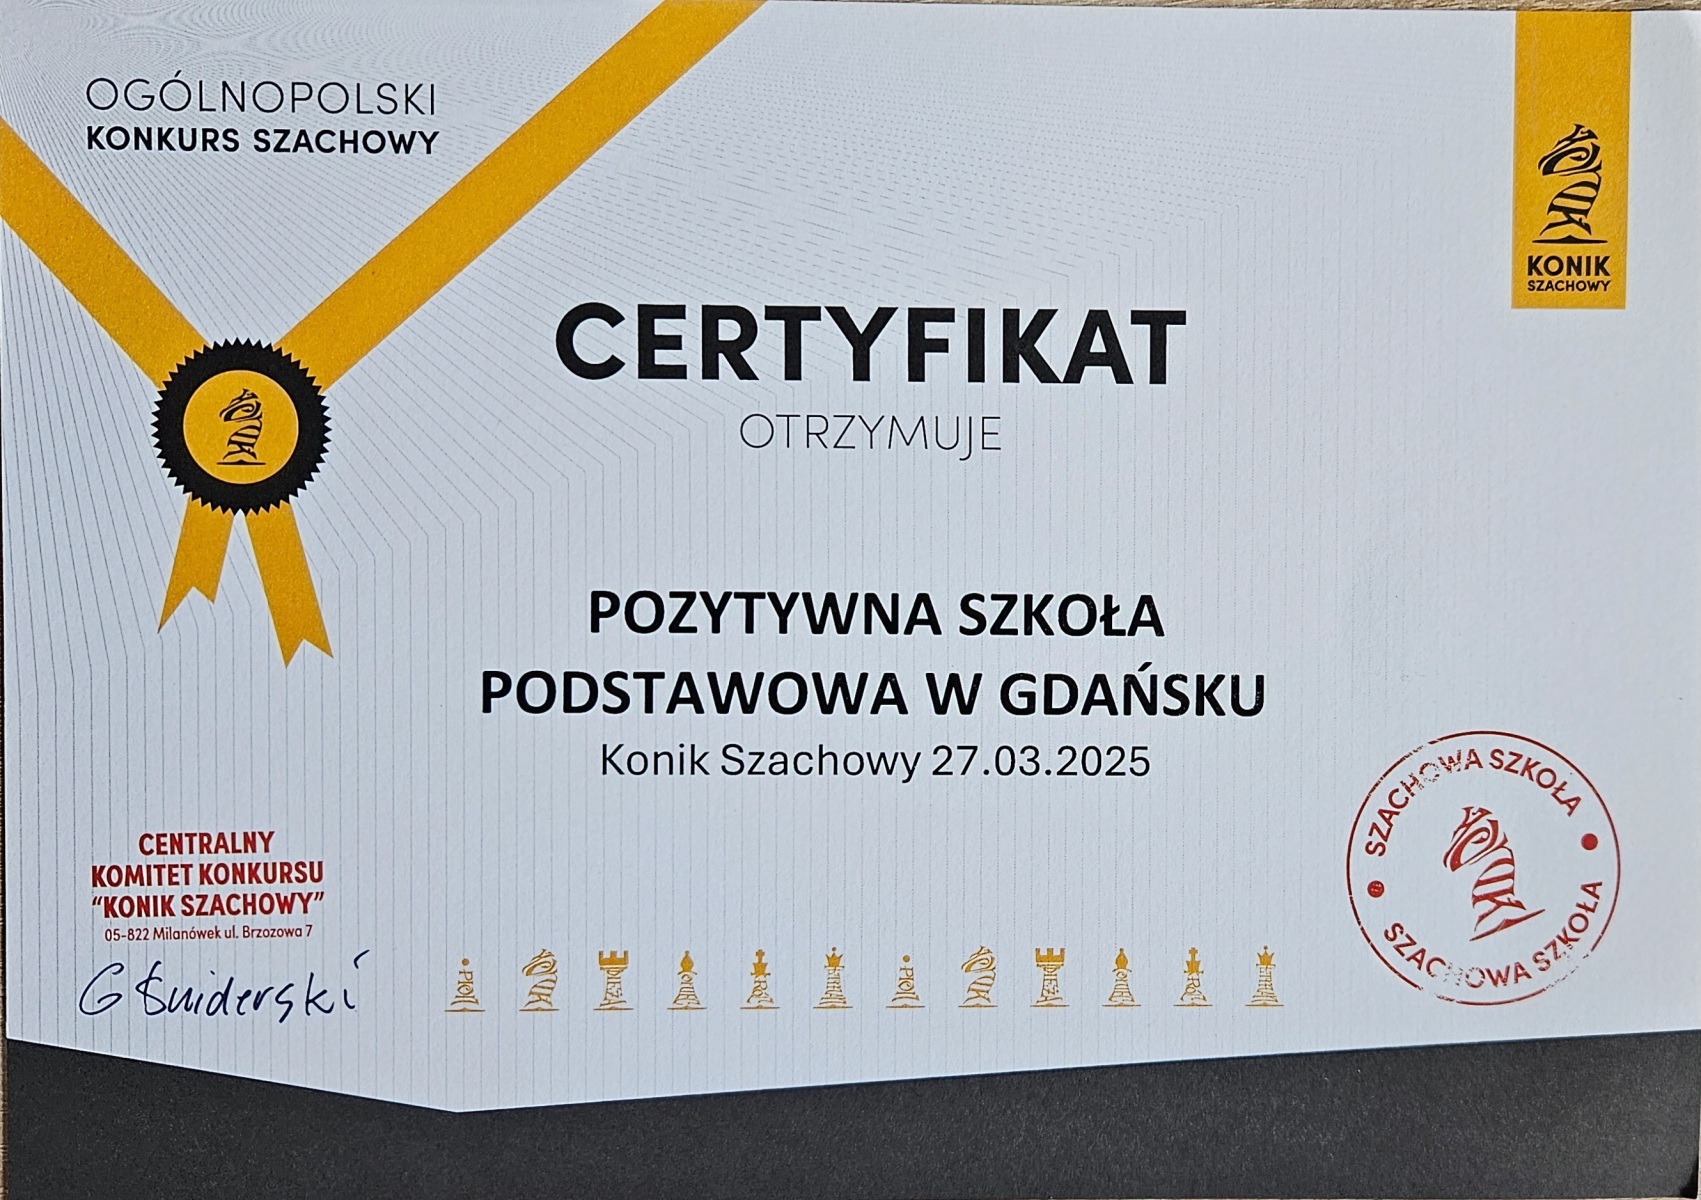 OGÓLNOPOLSKI
KONKURS SZACHOWY
KONIK
SZACHOWY
CERTYFIKAT
OTRZYMUJE
POZYTYWNA SZKOŁA
PODSTAWOWA W GDAŃSKU
Konik Szachowy 27.03.2025
CENTRALNY
KOMITET KONKURSU
“KONIK SZACHOWY”
05-822 Milanówek ul. Brzozowa 7
G Śniderski
SZACHOWA SZKOŁA
SZACHOWA SZKOŁA